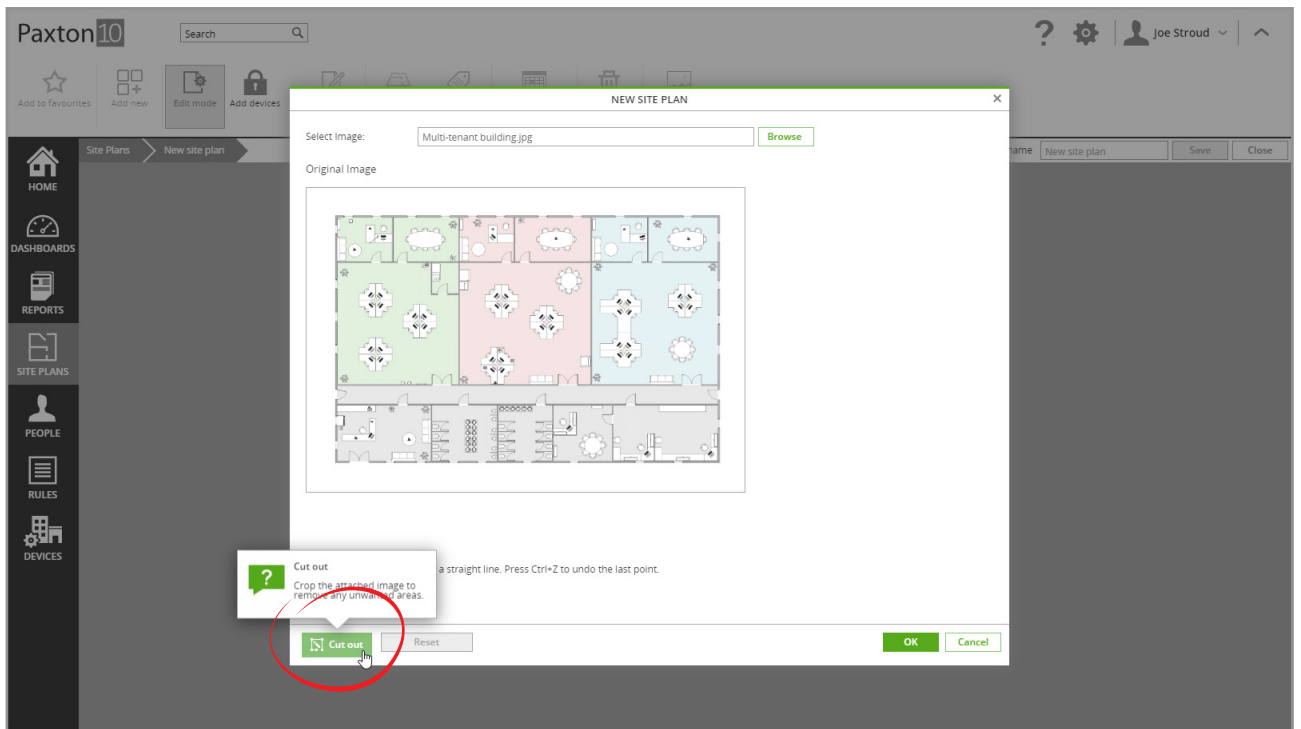 Paxton10
Search
Joe Stroud
Add to favourites
Add new
Edit mode
Add devices
NEW SITE PLAN
Select Image:
Multi-tenant building.jpg
Browse
Site Plans
New site plan
name
New site plan
Save
Close
Original Image
HOME
DASHBOARDS
REPORTS
SITE PLANS
PEOPLE
RULES
DEVICES
Cut out
Crop the attached image to
remove any unwanted areas.
a straight line. Press Ctrl+Z to undo the last point.
Cut out
Reset
OK
Cancel